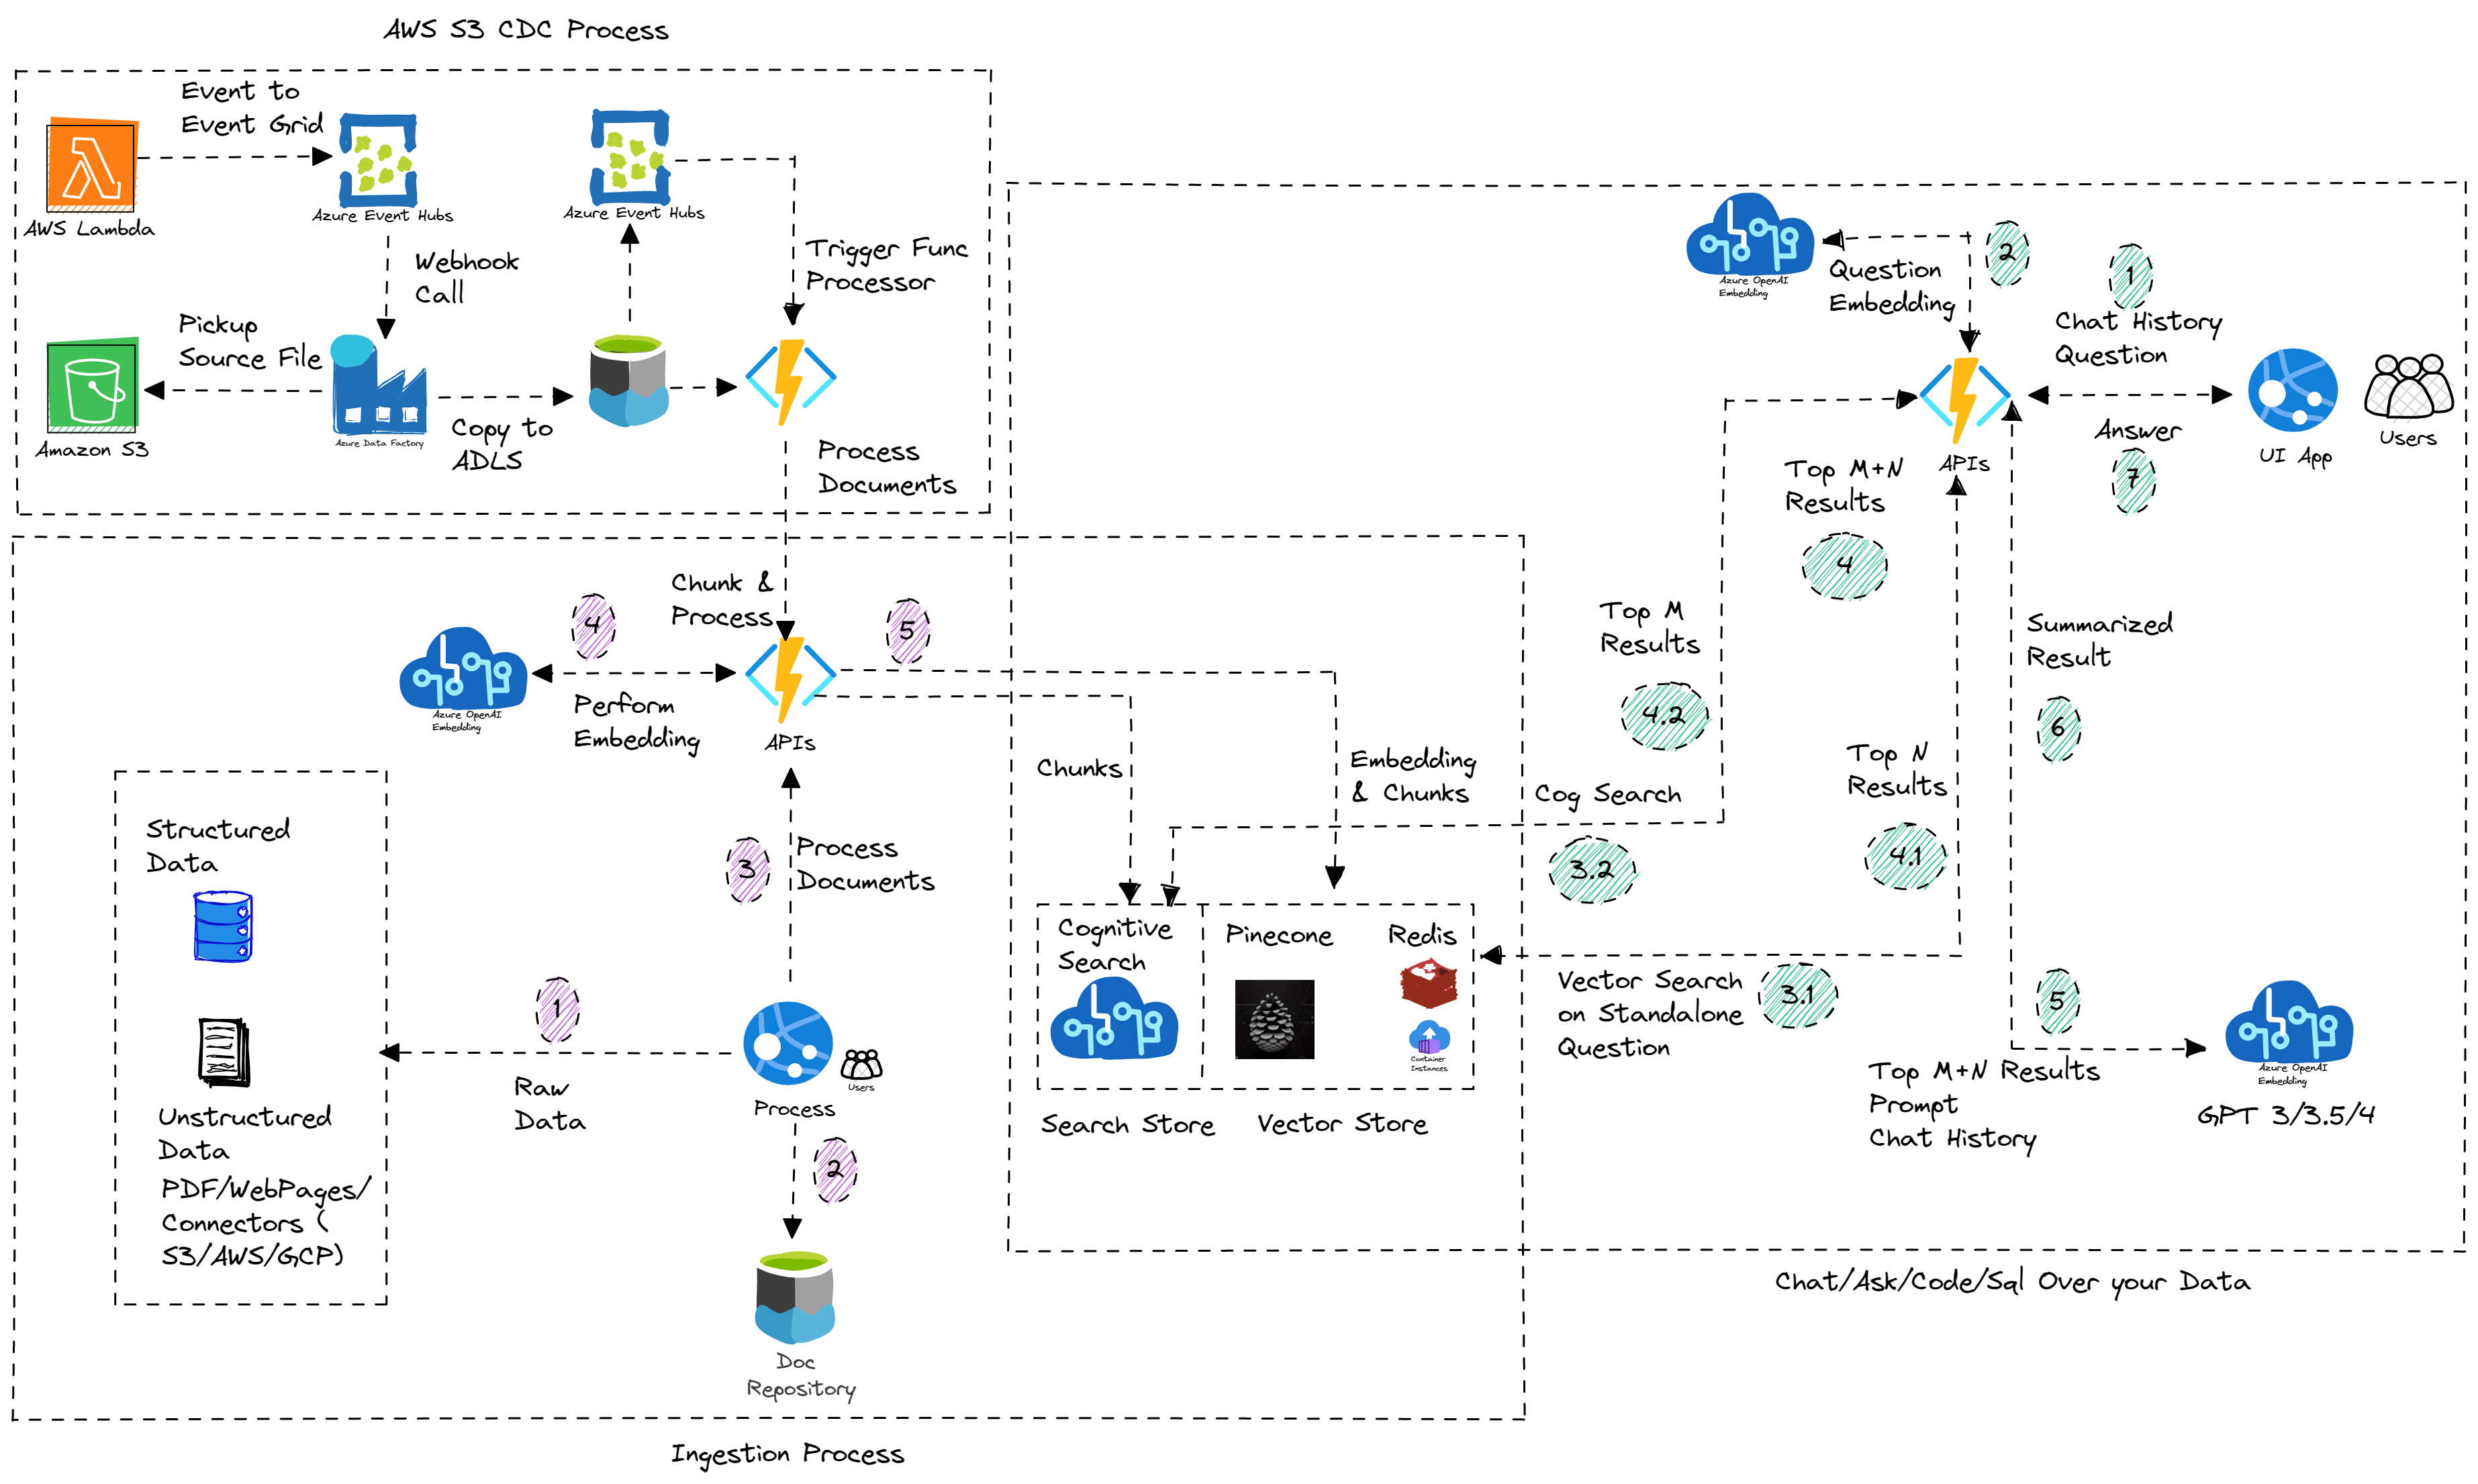 AWS S3 CDC Process
Event to
Event Grid
AWS Lambda
Azure Event Hubs
Azure Event Hubs
Webhook
Call
Trigger Func
Processor
Pickup
Source File
Amazon S3
Azure Data Factory
Copy to
ADLS
Process
Documents
Azure OpenAI
Embedding
Question
Embedding
2
1
Chat History
Question
APIs
Answer
7
UI App
Users
Top M+N
Results
4
Chunk &
Process
4
5
Azure OpenAI
Embedding
Perform
Embedding
APIs
Top M
Results
4.2
Summarized
Result
6
Top N
Results
4.1
Chunks
Embedding
& Chunks
Cog Search
3.2
Structured
Data
3
Process
Documents
Cognitive
Search
Pinecone
Redis
Container
Instances
Search Store
Vector Store
Vector Search
on Standalone
Question
3.1
5
Top M+N Results
Prompt
Chat History
Azure OpenAI
Embedding
GPT 3/3.5/4
1
Raw
Data
Process
Users
2
Unstructured
Data
PDF/WebPages/
Connectors (
S3/AWS/GCP)
Doc
Repository
Chat/Ask/Code/Sql Over your Data
Ingestion Process